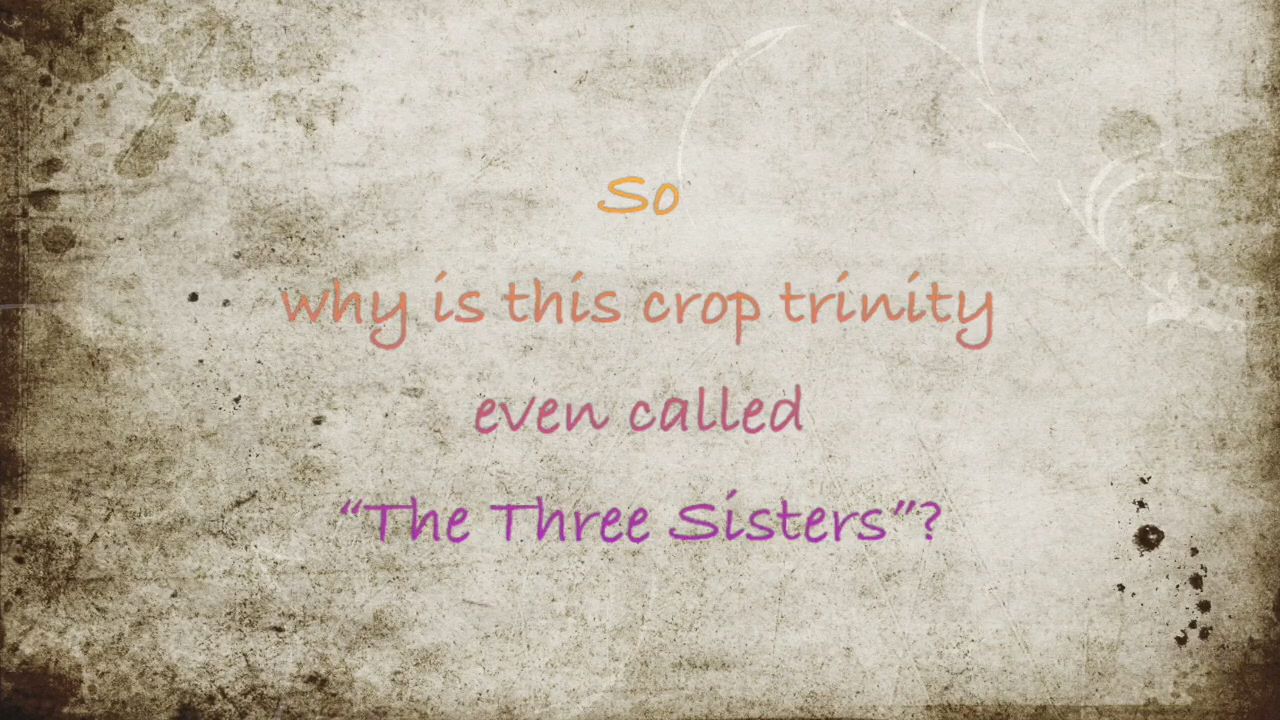 So
why is this crop trinity
even called
“The Three Sisters”?